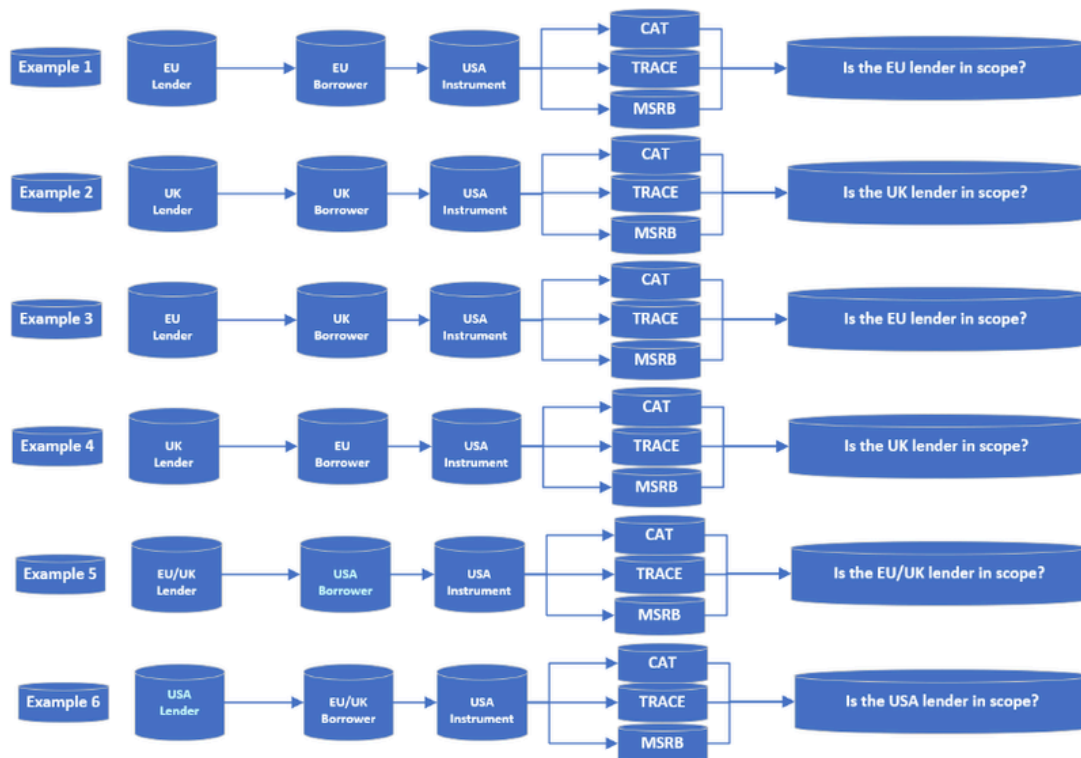 Example 1
EU
Lender
EU
Borrower
USA
Instrument
CAT
TRACE
MSRB
Is the EU lender in scope?
Example 2
UK
Lender
UK
Borrower
USA
Instrument
CAT
TRACE
MSRB
Is the UK lender in scope?
Example 3
EU
Lender
UK
Borrower
USA
Instrument
CAT
TRACE
MSRB
Is the EU lender in scope?
Example 4
UK
Lender
EU
Borrower
USA
Instrument
CAT
TRACE
MSRB
Is the UK lender in scope?
Example 5
EU/UK
Lender
USA
Borrower
USA
Instrument
CAT
TRACE
MSRB
Is the EU/UK lender in scope?
Example 6
USA
Lender
EU/UK
Borrower
USA
Instrument
CAT
TRACE
MSRB
Is the USA lender in scope?